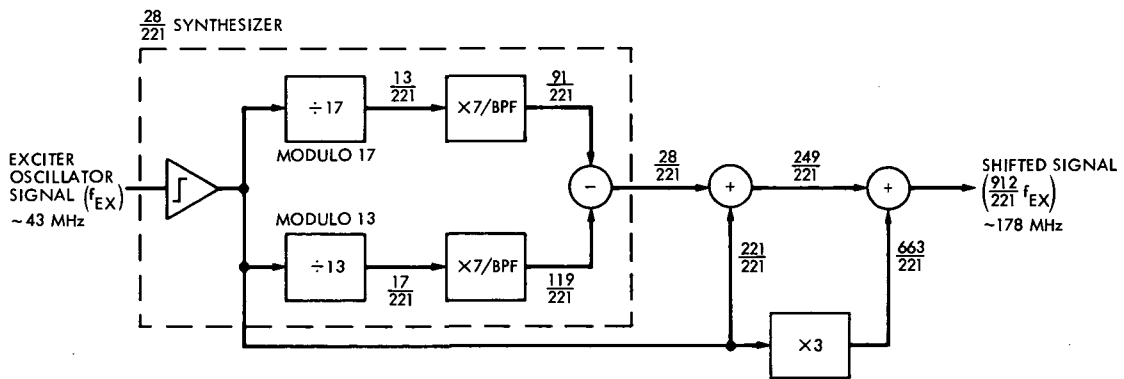 28/221 SYNTHESIZER
EXCITER
OSCILLATOR
SIGNAL (fEX)
~43 MHz
÷17
MODULO 17
13/221
×7/BPF
91/221
MODULO 13
÷13
17/221
×7/BPF
119/221
−
28/221
+
221/221
249/221
+
663/221
×3
SHIFTED SIGNAL
(912/221 fEX)
~178 MHz